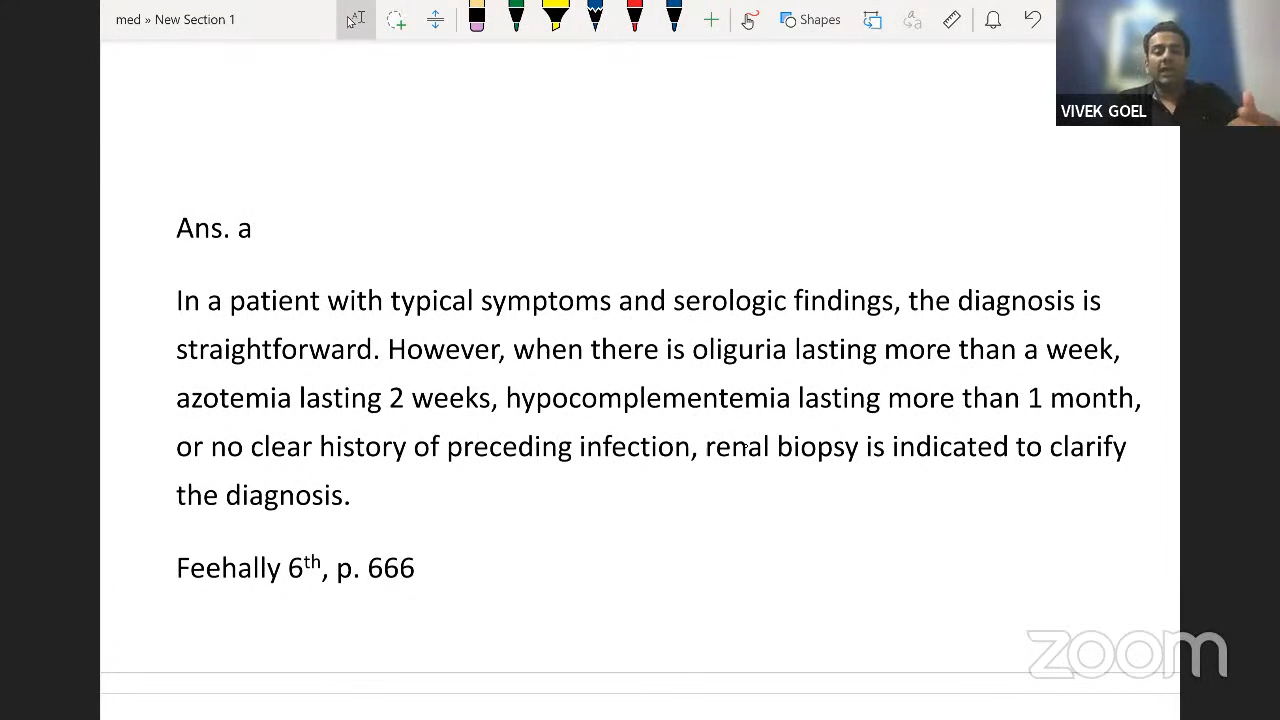 med » New Section 1
Shapes
VIVEK GOEL
Ans. a
In a patient with typical symptoms and serologic findings, the diagnosis is
straightforward. However, when there is oliguria lasting more than a week,
azotemia lasting 2 weeks, hypocomplementemia lasting more than 1 month,
or no clear history of preceding infection, renal biopsy is indicated to clarify
the diagnosis.
Feehally 6th, p. 666
zoom